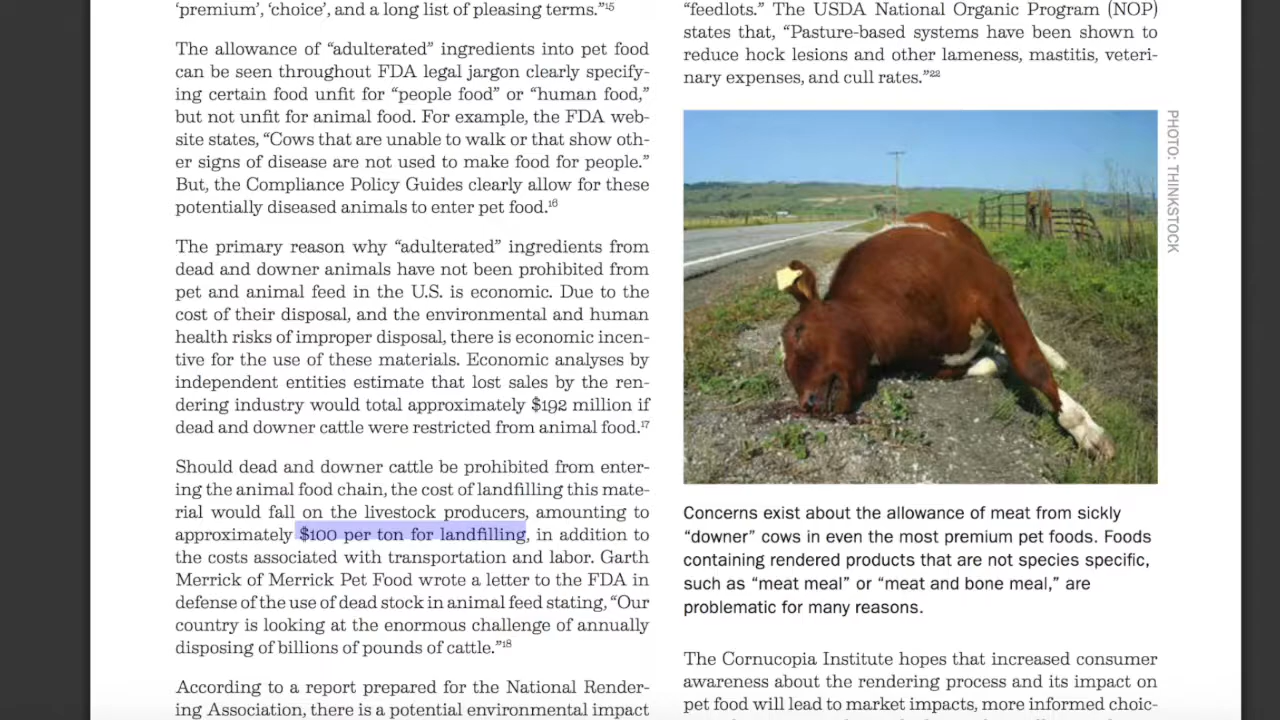 ‘premium’, ‘choice’, and a long list of pleasing terms.”15
The allowance of “adulterated” ingredients into pet food
can be seen throughout FDA legal jargon clearly specify-
ing certain food unfit for “people food” or “human food,”
but not unfit for animal food. For example, the FDA web-
site states, “Cows that are unable to walk or that show oth-
er signs of disease are not used to make food for people.”
But, the Compliance Policy Guides clearly allow for these
potentially diseased animals to enter pet food.16
The primary reason why “adulterated” ingredients from
dead and downer animals have not been prohibited from
pet and animal feed in the U.S. is economic. Due to the
cost of their disposal, and the environmental and human
health risks of improper disposal, there is economic incen-
tive for the use of these materials. Economic analyses by
independent entities estimate that lost sales by the ren-
dering industry would total approximately $192 million if
dead and downer cattle were restricted from animal food.17
Should dead and downer cattle be prohibited from enter-
ing the animal food chain, the cost of landfilling this mate-
rial would fall on the livestock producers, amounting to
approximately $100 per ton for landfilling, in addition to
the costs associated with transportation and labor. Garth
Merrick of Merrick Pet Food wrote a letter to the FDA in
defense of the use of dead stock in animal feed stating, “Our
country is looking at the enormous challenge of annually
disposing of billions of pounds of cattle.”18
According to a report prepared for the National Render-
ing Association, there is a potential environmental impact
“feedlots.” The USDA National Organic Program (NOP)
states that, “Pasture-based systems have been shown to
reduce hock lesions and other lameness, mastitis, veteri-
nary expenses, and cull rates.”22
PHOTO: THINKSTOCK
Concerns exist about the allowance of meat from sickly
“downer” cows in even the most premium pet foods. Foods
containing rendered products that are not species specific,
such as “meat meal” or “meat and bone meal,” are
problematic for many reasons.
The Cornucopia Institute hopes that increased consumer
awareness about the rendering process and its impact on
pet food will lead to market impacts, more informed choic-